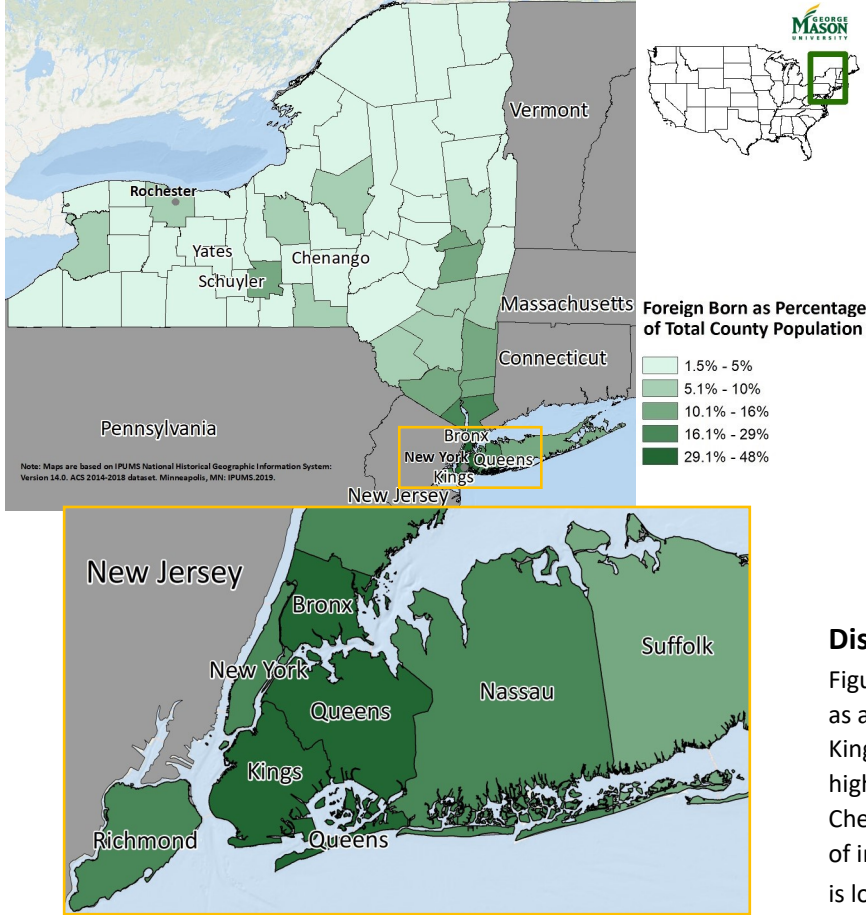 GEORGE
MASON
UNIVERSITY
Vermont
Rochester
Yates
Chenango
Schuyler
Massachusetts
Connecticut
Pennsylvania
Bronx
New York
Queens
Kings
New Jersey
Note: Maps are based on IPUMS National Historical Geographic Information System:
Version 14.0. ACS 2014-2018 dataset. Minneapolis, MN: IPUMS.2019.
Foreign Born as Percentage
of Total County Population
1.5% - 5%
5.1% - 10%
10.1% - 16%
16.1% - 29%
29.1% - 48%
New Jersey
Bronx
New York
Suffolk
Nassau
Queens
Kings
Richmond
Queens
Dis
Figu
as a
King
high
Che
of i
is lo